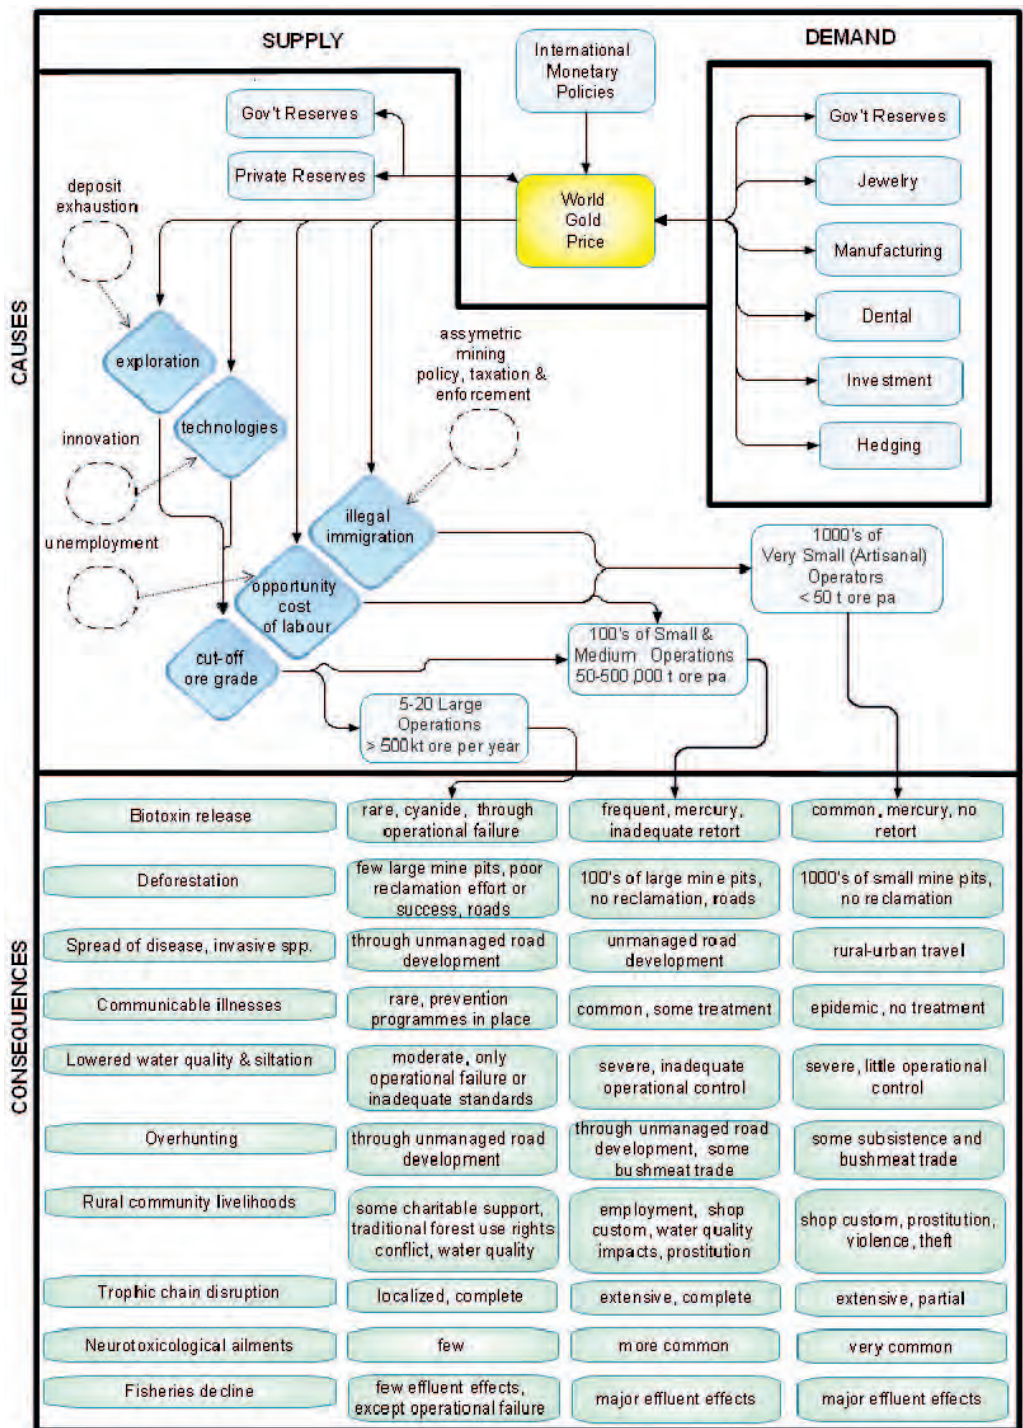 SUPPLY
DEMAND
International
Monetary
Policies
Gov't Reserves
Private Reserves
World
Gold
Price
Gov't Reserves
Jewelry
Manufacturing
Dental
Investment
Hedging
CAUSES
deposit
exhaustion
exploration
technologies
innovation
unemployment
assymetric
mining
policy, taxation &
enforcement
illegal
immigration
opportunity
cost
of labour
cut-off
ore grade
1000's of
Very Small (Artisanal)
Operators
< 50 t ore pa
100's of Small &
Medium Operations
50-500,000 t ore pa
5-20 Large
Operations
> 500kt ore per year
CONSEQUENCES
Biotoxin release
rare, cyanide, through
operational failure
frequent, mercury,
inadequate retort
common, mercury, no
retort
Deforestation
few large mine pits, poor
reclamation effort or
success, roads
100's of large mine pits,
no reclamation, roads
1000's of small mine pits,
no reclamation
Spread of disease, invasive spp.
through unmanaged road
development
unmanaged road
development
rural-urban travel
Communicable illnesses
rare, prevention
programmes in place
common, some treatment
epidemic, no treatment
Lowered water quality & siltation
moderate, only
operational failure or
inadequate standards
severe, inadequate
operational control
severe, little operational
control
Overhunting
through unmanaged road
development
through unmanaged road
development, some
bushmeat trade
some subsistence and
bushmeat trade
Rural community livelihoods
some charitable support,
traditional forest use rights
conflict, water quality
employment, shop
custom, water quality
impacts, prostitution
shop custom, prostitution,
violence, theft
Trophic chain disruption
localized, complete
extensive, complete
extensive, partial
Neurotoxicological ailments
few
more common
very common
Fisheries decline
few effluent effects,
except operational failure
major effluent effects
major effluent effects